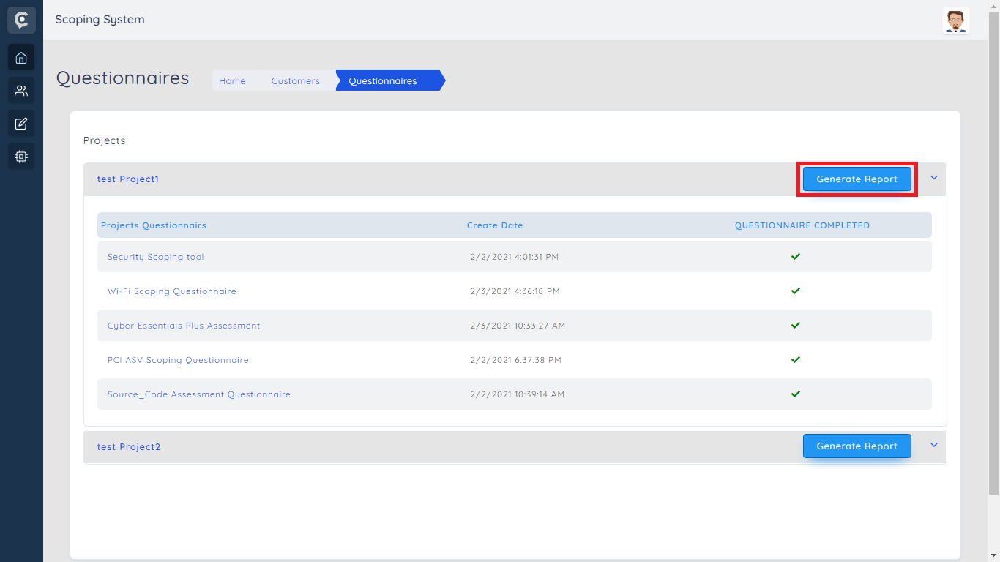 Scoping System
Questionnaires
Home Customers Questionnaires
Projects
test Project1 Generate Report
Projects Questionnairs Create Date QUESTIONNAIRE COMPLETED
Security Scoping tool 2/2/2021 4:01:31 PM
Wi-Fi Scoping Questionnaire 2/3/2021 4:36:18 PM
Cyber Essentials Plus Assessment 2/3/2021 10:33:27 AM
PCI ASV Scoping Questionnaire 2/2/2021 6:37:38 PM
Source_Code Assessment Questionnaire 2/2/2021 10:39:14 AM
test Project2 Generate Report